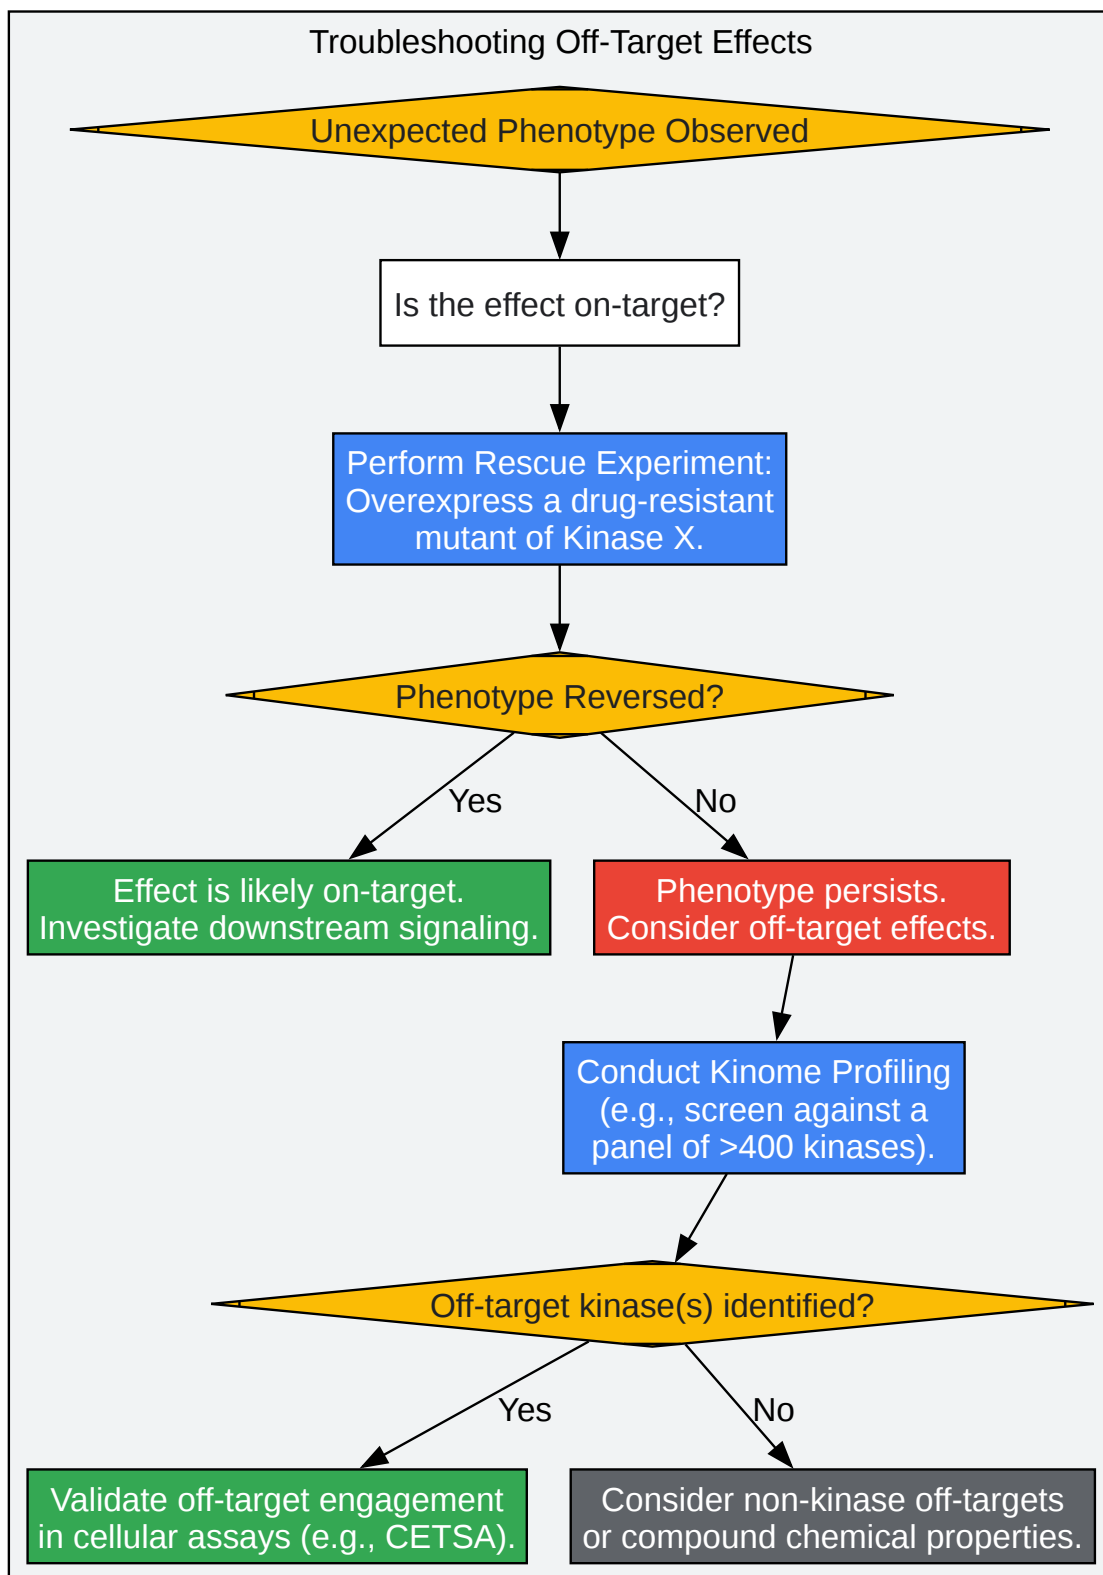 Troubleshooting Off-Target Effects
Unexpected Phenotype Observed
Is the effect on-target?
Perform Rescue Experiment:
Overexpress a drug-resistant
mutant of Kinase X.
Phenotype Reversed?
Yes
No
Effect is likely on-target.
Investigate downstream signaling.
Phenotype persists.
Consider off-target effects.
Conduct Kinome Profiling
(e.g., screen against a
panel of >400 kinases).
Off-target kinase(s) identified?
Yes
No
Validate off-target engagement
in cellular assays (e.g., CETSA).
Consider non-kinase off-targets
or compound chemical properties.